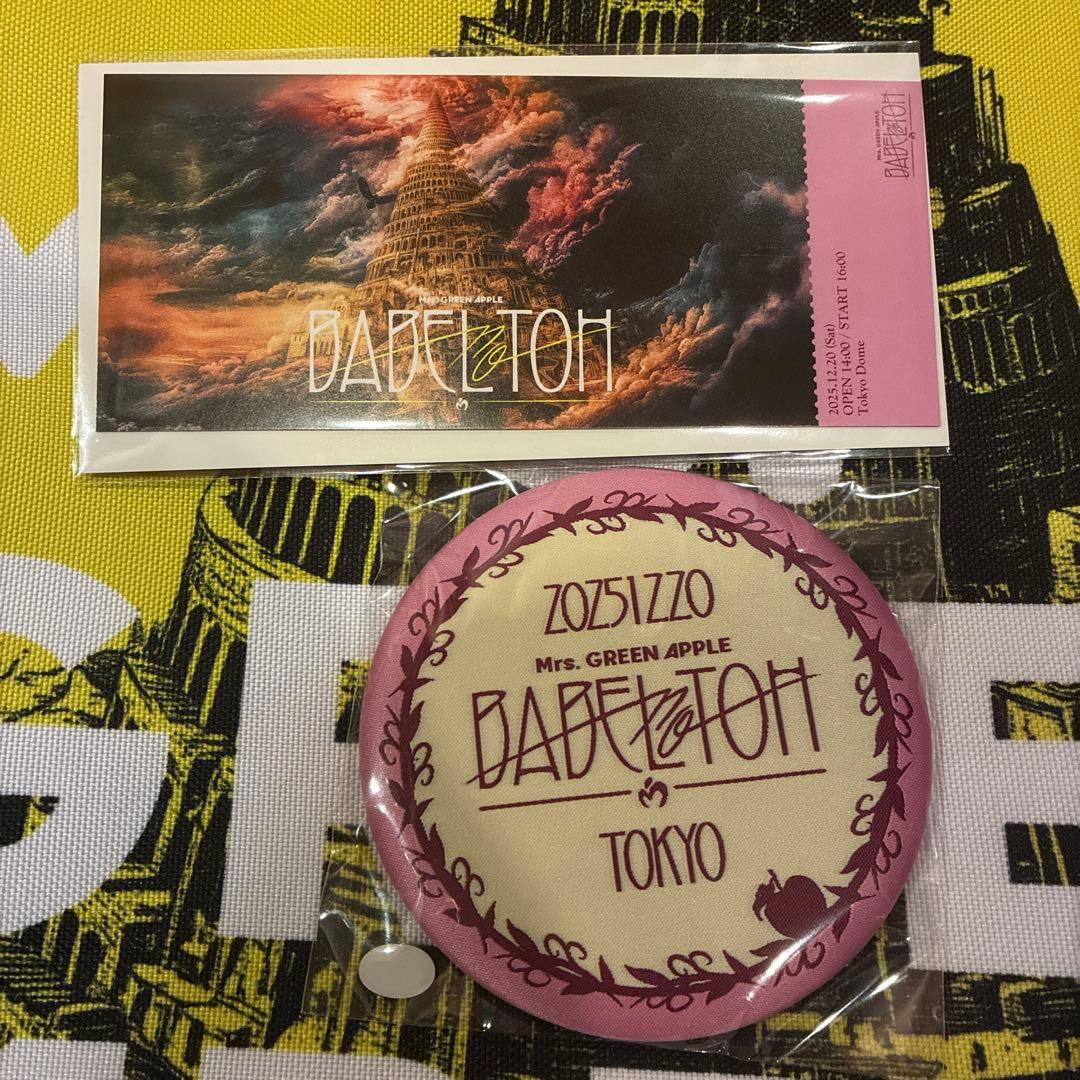 Mrs. GREEN APPLE
BABEL no TOH
Mrs. GREEN APPLE
BABEL no TOH
2025.12.20 (Sat)
OPEN 14:00 / START 16:00
Tokyo Dome
20251220
Mrs. GREEN APPLE
BABEL no TOH
TOKYO